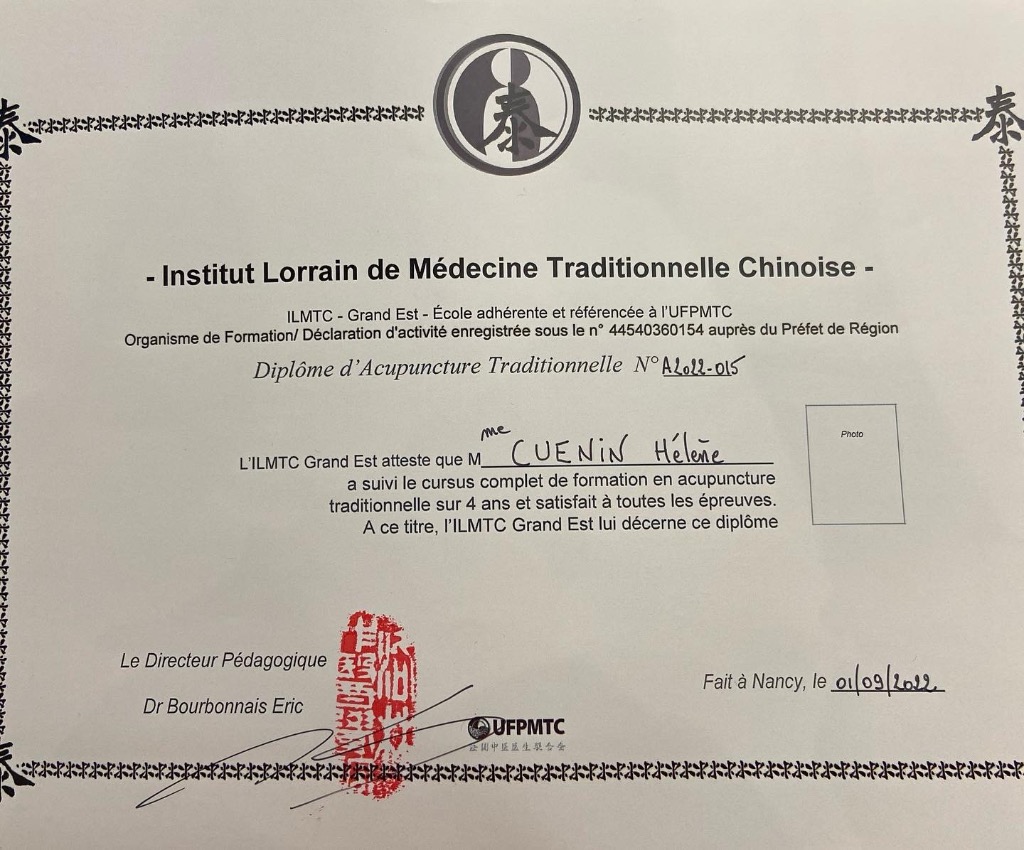 泰
泰 泰
- Institut Lorrain de Médecine Traditionnelle Chinoise -
ILMTC - Grand Est - École adhérente et référencée à l'UFPMTC
Organisme de Formation/ Déclaration d'activité enregistrée sous le n° 44540360154 auprès du Préfet de Région
Diplôme d'Acupuncture Traditionnelle N° A2022-015
Photo
L'ILMTC Grand Est atteste que Mme CUENIN Hélène
a suivi le cursus complet de formation en acupuncture
traditionnelle sur 4 ans et satisfait à toutes les épreuves.
A ce titre, l'ILMTC Grand Est lui décerne ce diplôme
Le Directeur Pédagogique
Dr Bourbonnais Eric
Fait à Nancy, le 01/09/2022
UFPMTC
泰